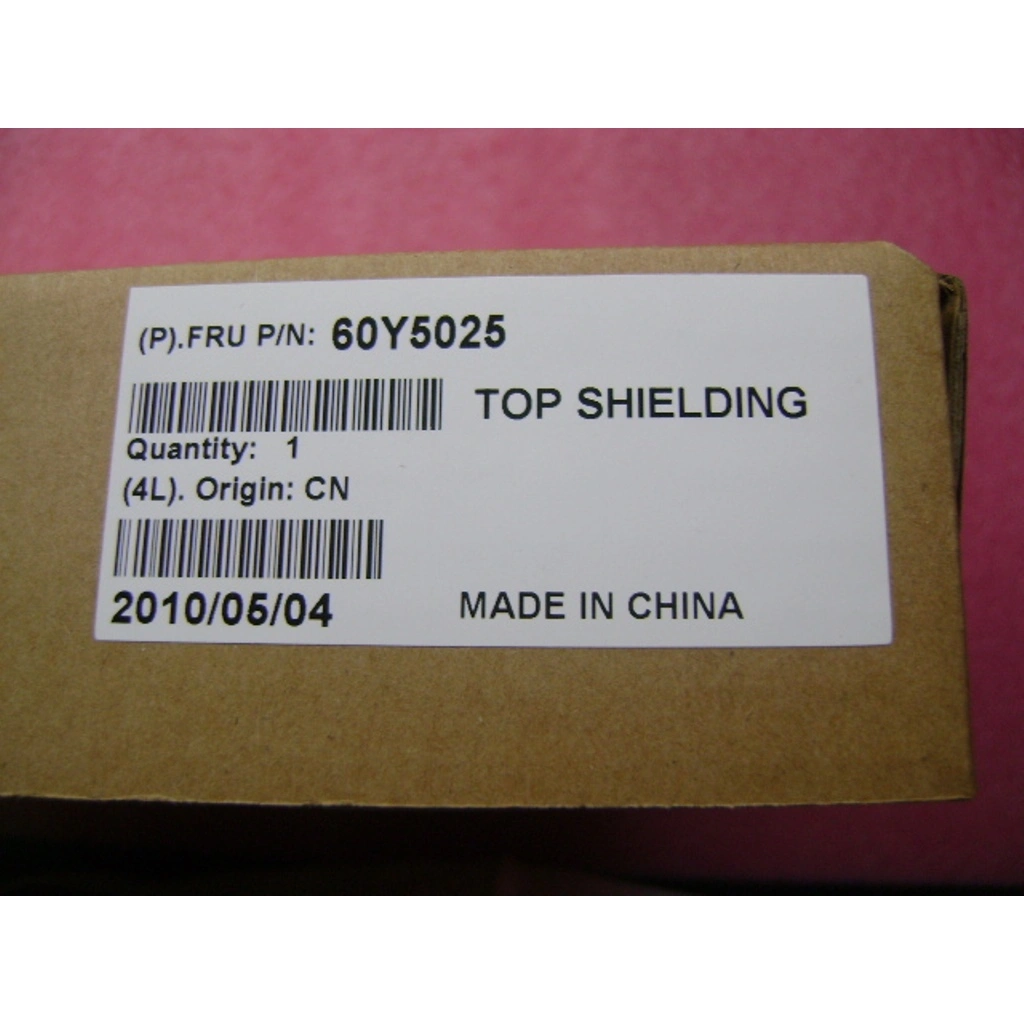 (P).FRU P/N: 60Y5025
TOP SHIELDING
Quantity: 1
(4L). Origin: CN
2010/05/04
MADE IN CHINA